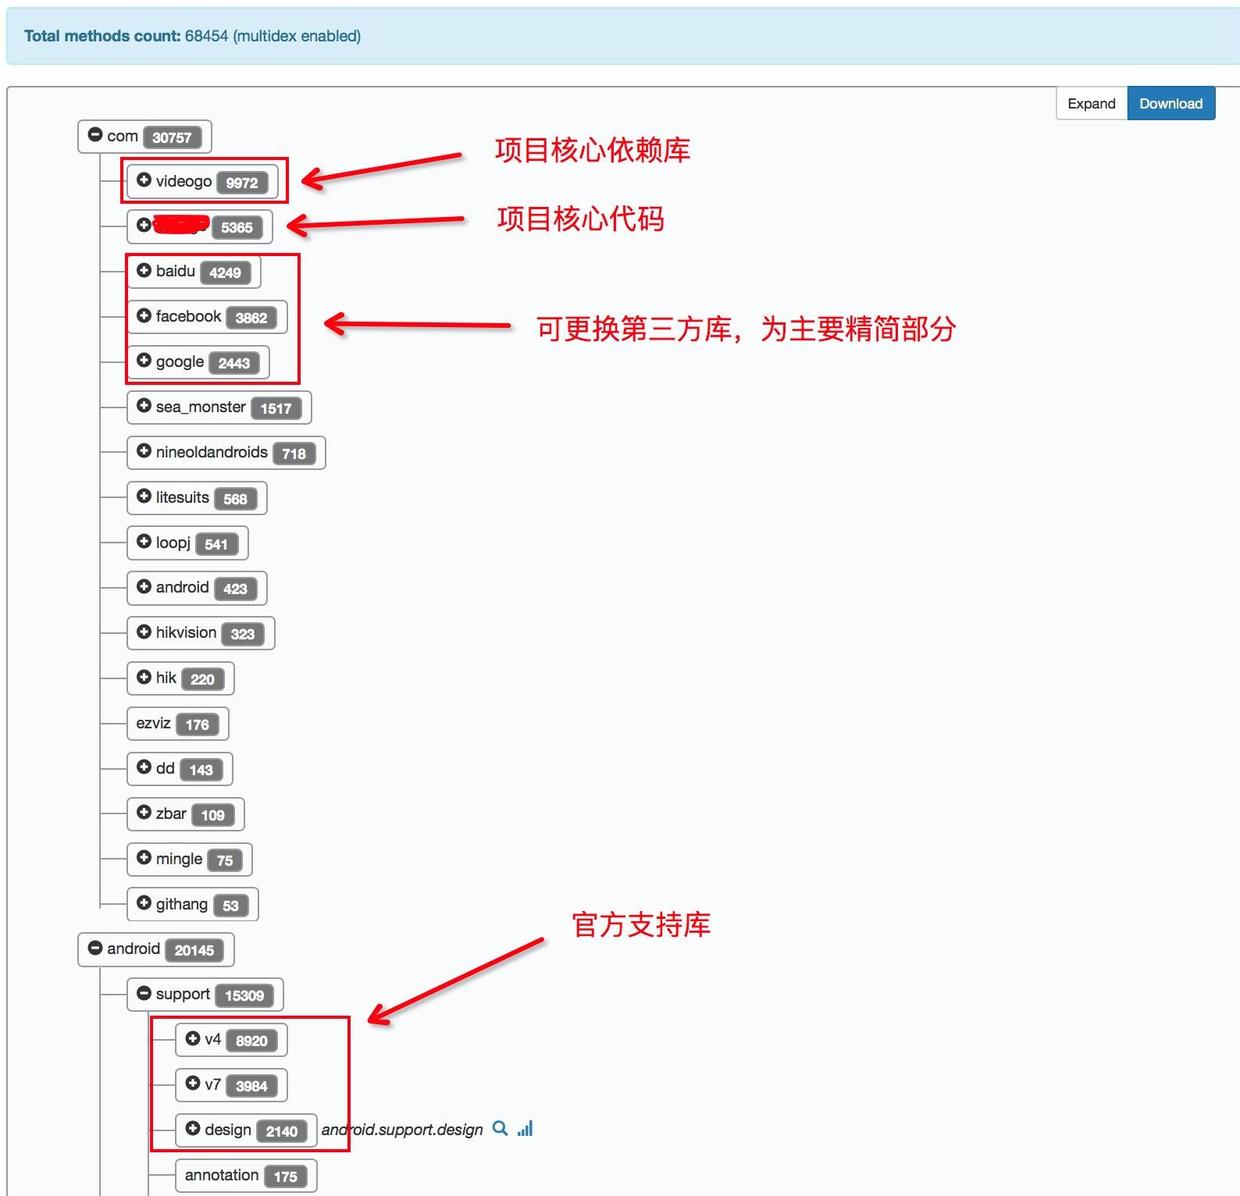 Total methods count: 68454 (multidex enabled)
Expand
Download
com 30757
videogo 9972
项目核心依赖库
5365
项目核心代码
baidu 4249
facebook 3862
可更换第三方库，为主要精简部分
google 2443
sea_monster 1517
nineoldandroids 718
litesuits 568
loopj 541
android 423
hikvision 323
hik 220
ezviz 176
dd 143
zbar 109
mingle 75
githang 53
官方支持库
android 20145
support 15309
v4 8920
v7 3984
design 2140 android.support.design
annotation 175